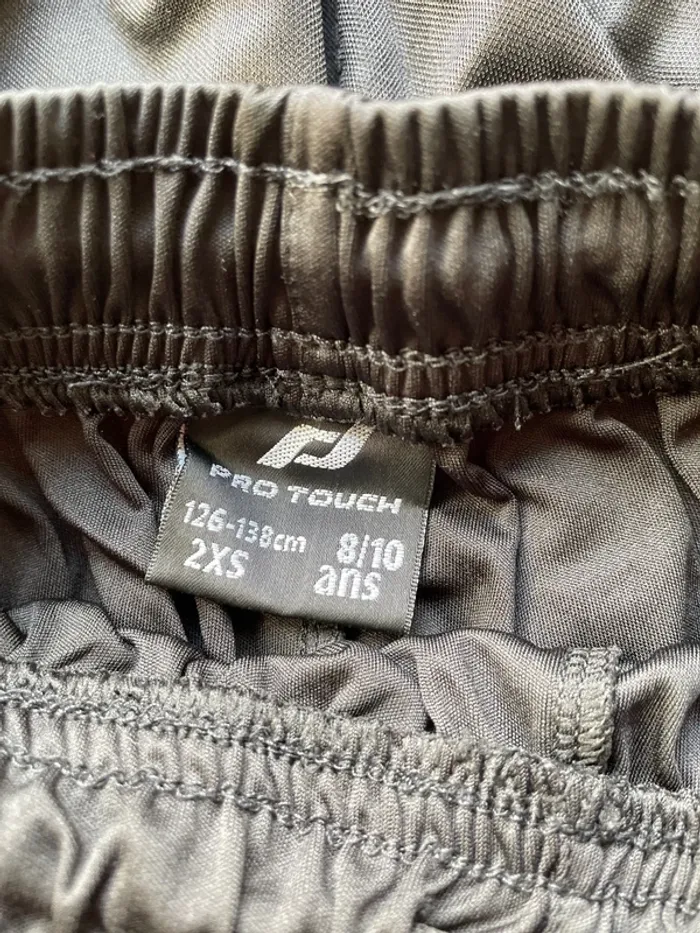 PRO TOUCH
126-138cm 8/10
2XS ans